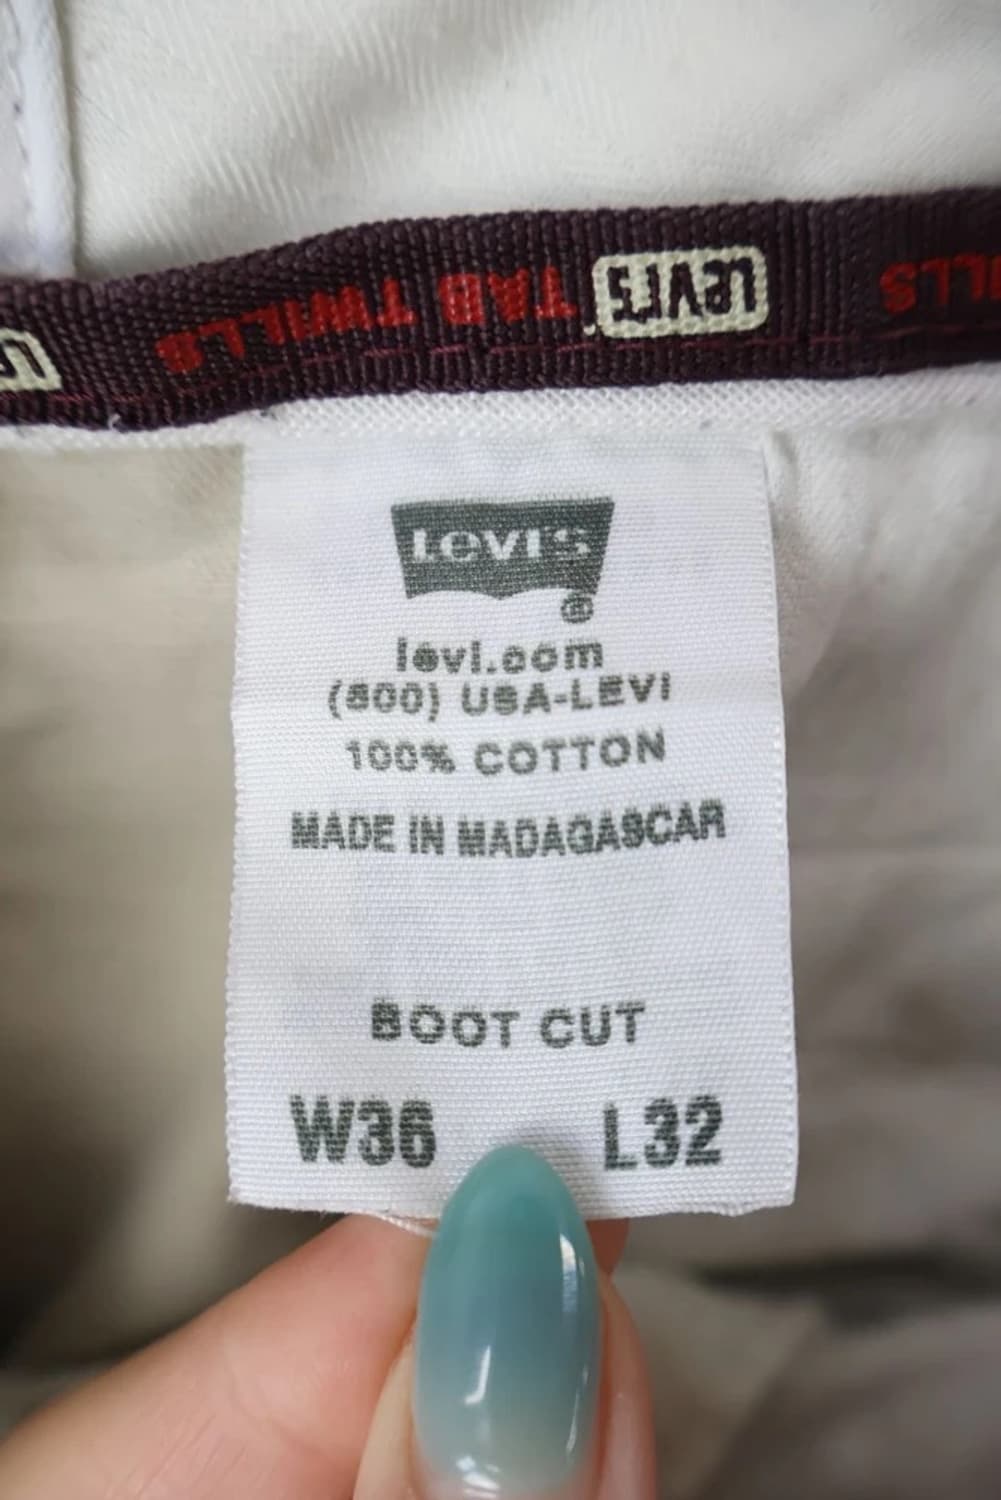 LEVI'S TAB TWILLS
LEVI'S
®
levi.com
(800) USA-LEVI
100% COTTON
MADE IN MADAGASCAR
BOOT CUT
W36 L32